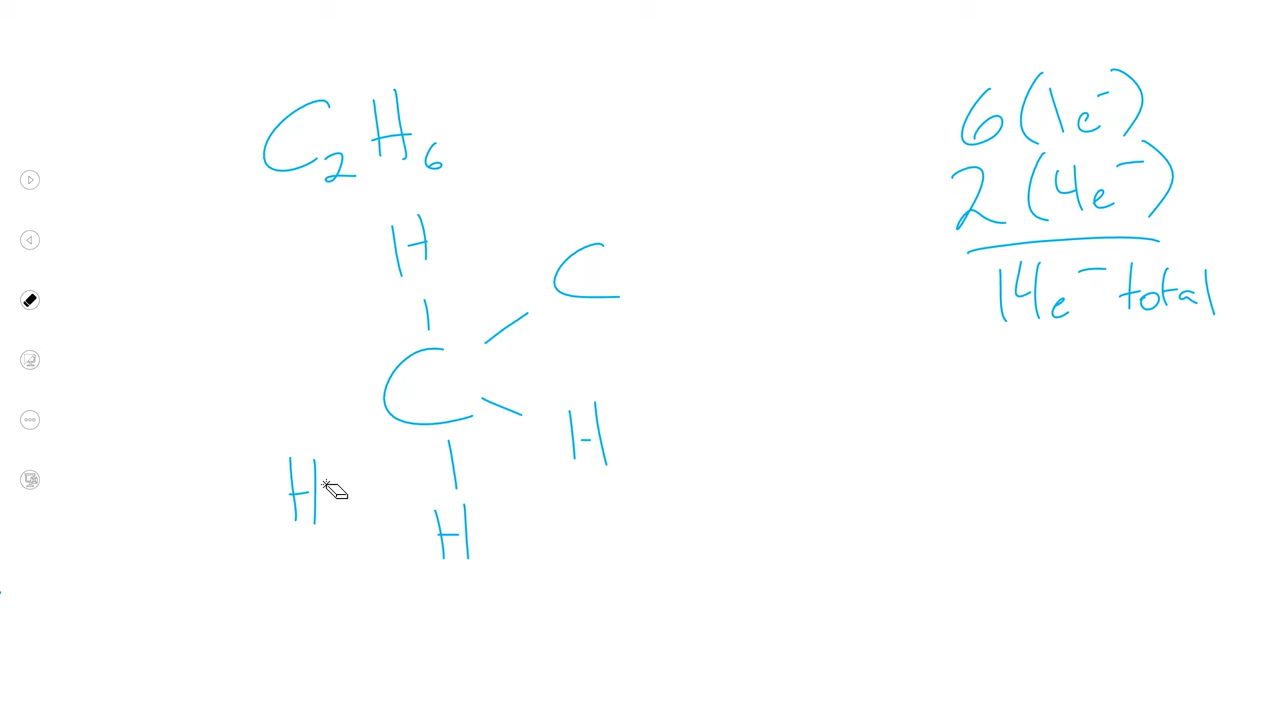 C₂H₆
6(1e⁻)
2(4e⁻)
14e⁻ total
H
C
C
H
H
H